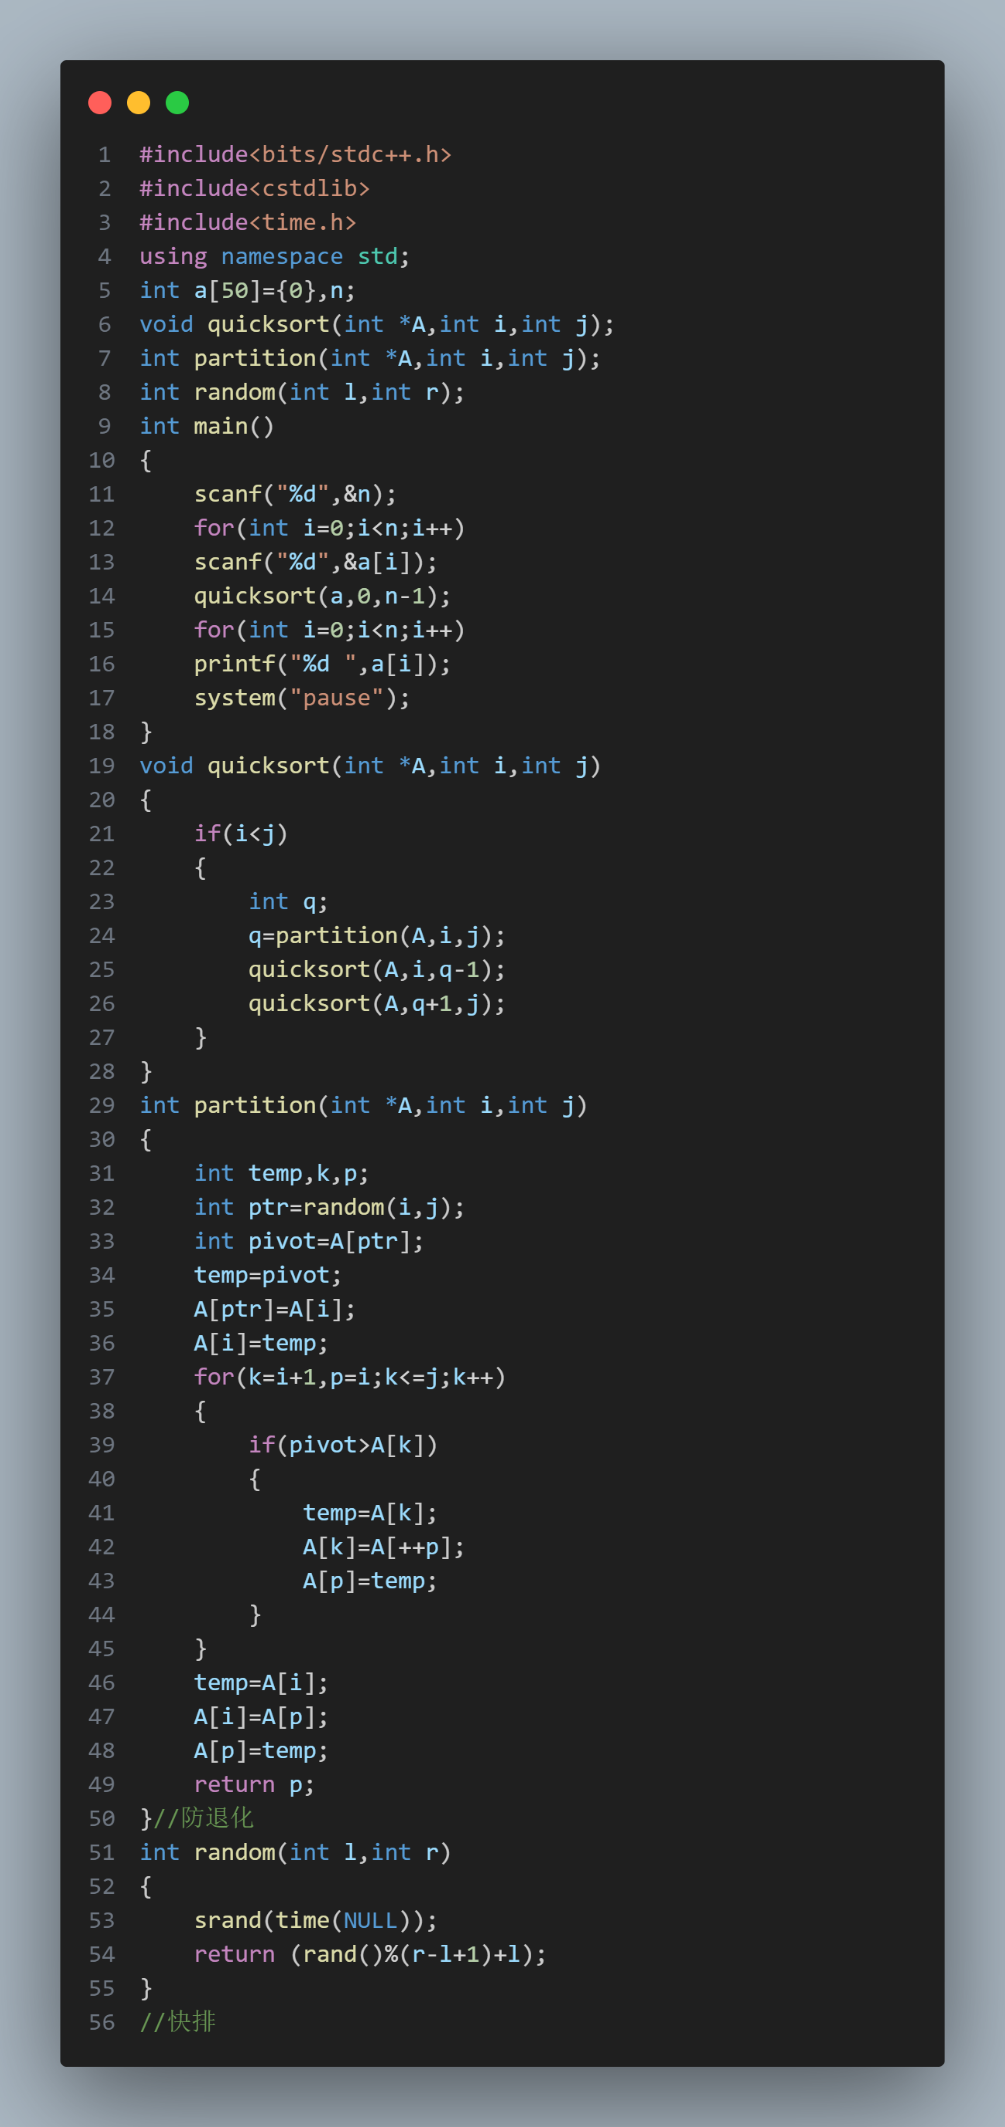 1 #include<bits/stdc++.h>
2 #include<cstdlib>
3 #include<time.h>
4 using namespace std;
5 int a[50]={0},n;
6 void quicksort(int *A,int i,int j);
7 int partition(int *A,int i,int j);
8 int random(int l,int r);
9 int main()
10 {
11     scanf("%d",&n);
12     for(int i=0;i<n;i++)
13     scanf("%d",&a[i]);
14     quicksort(a,0,n-1);
15     for(int i=0;i<n;i++)
16     printf("%d ",a[i]);
17     system("pause");
18 }
19 void quicksort(int *A,int i,int j)
20 {
21     if(i<j)
22     {
23         int q;
24         q=partition(A,i,j);
25         quicksort(A,i,q-1);
26         quicksort(A,q+1,j);
27     }
28 }
29 int partition(int *A,int i,int j)
30 {
31     int temp,k,p;
32     int ptr=random(i,j);
33     int pivot=A[ptr];
34     temp=pivot;
35     A[ptr]=A[i];
36     A[i]=temp;
37     for(k=i+1,p=i;k<=j;k++)
38     {
39         if(pivot>A[k])
40         {
41             temp=A[k];
42             A[k]=A[++p];
43             A[p]=temp;
44         }
45     }
46     temp=A[i];
47     A[i]=A[p];
48     A[p]=temp;
49     return p;
50 }//防退化
51 int random(int l,int r)
52 {
53     srand(time(NULL));
54     return (rand()%(r-l+1)+l);
55 }
56 //快排